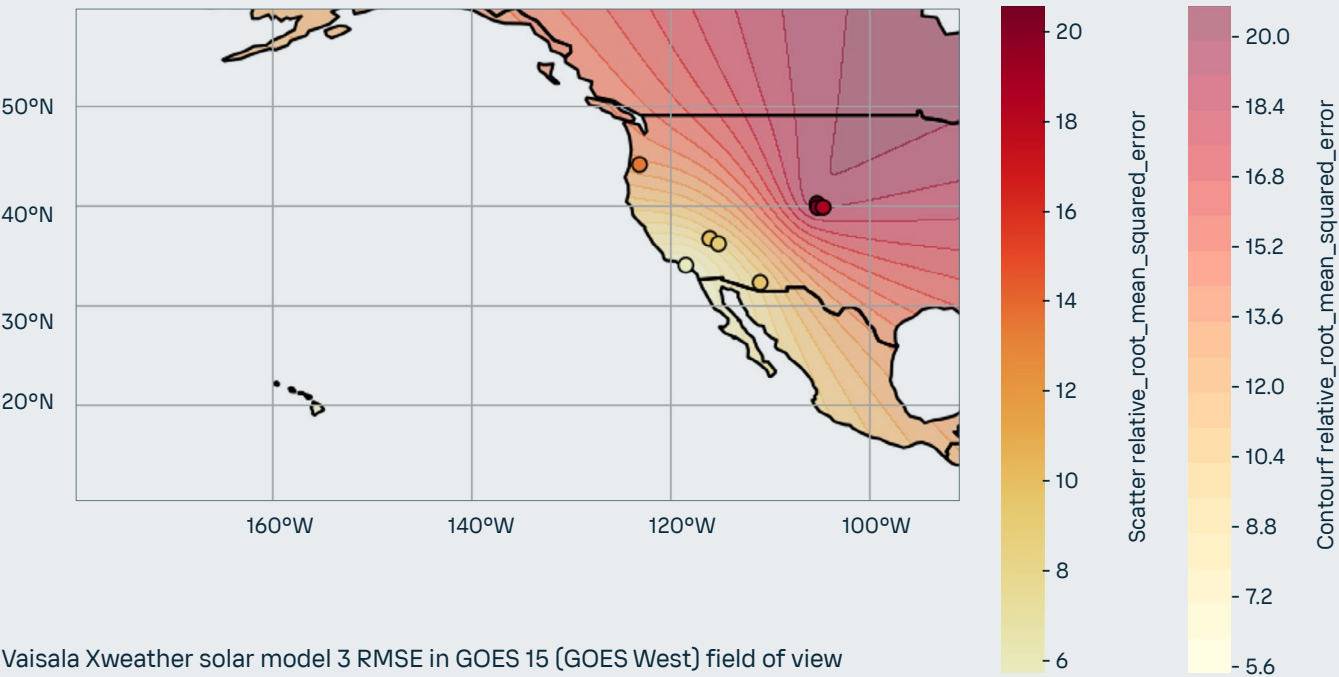 50°N
40°N
30°N
20°N
160°W
140°W
120°W
100°W
20
18
16
14
12
10
8
6
Scatter relative_root_mean_squared_error
20.0
18.4
16.8
15.2
13.6
12.0
10.4
8.8
7.2
5.6
Contourf relative_root_mean_squared_error
Vaisala Xweather solar model 3 RMSE in GOES 15 (GOES West) field of view